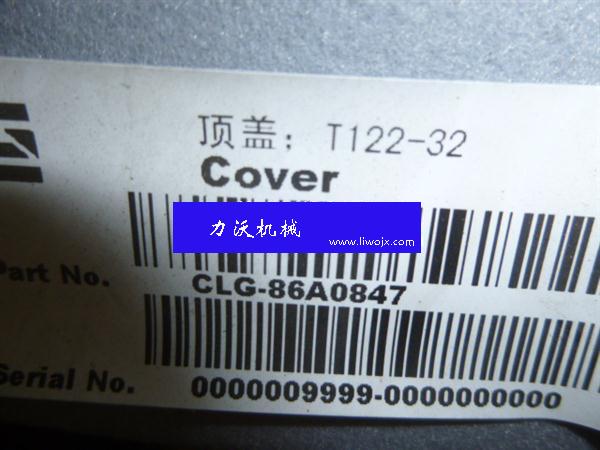 顶盖；T122-32
Cover
力沃机械
www.liwojx.com
Part No.
CLG-86A0847
Serial No.
0000009999-0000000000